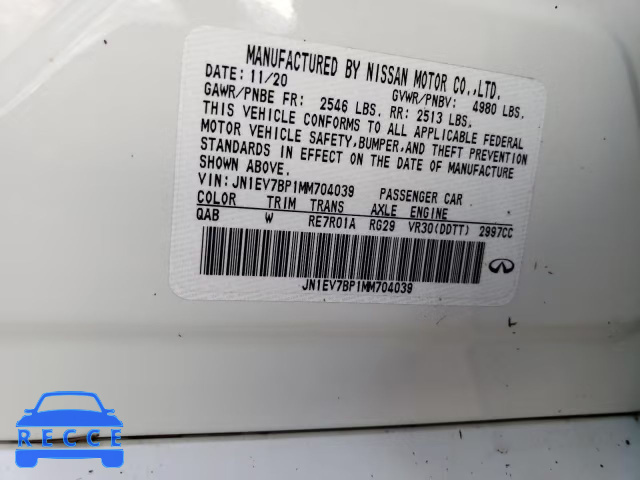 MANUFACTURED BY NISSAN MOTOR CO.,LTD.
DATE: 11/20 GVWR/PNBV: 4980 LBS.
GAWR/PNBE FR: 2546 LBS. RR: 2513 LBS.
THIS VEHICLE CONFORMS TO ALL APPLICABLE FEDERAL
MOTOR VEHICLE SAFETY,BUMPER,AND THEFT PREVENTION
STANDARDS IN EFFECT ON THE DATE OF MANUFACTURE
SHOWN ABOVE.
VIN: JN1EV7BP1MM704039 PASSENGER CAR
COLOR TRIM TRANS AXLE ENGINE
QAB W RE7R01A RG29 VR30(DDTT) 2997CC
JN1EV7BP1MM704039
RECCE